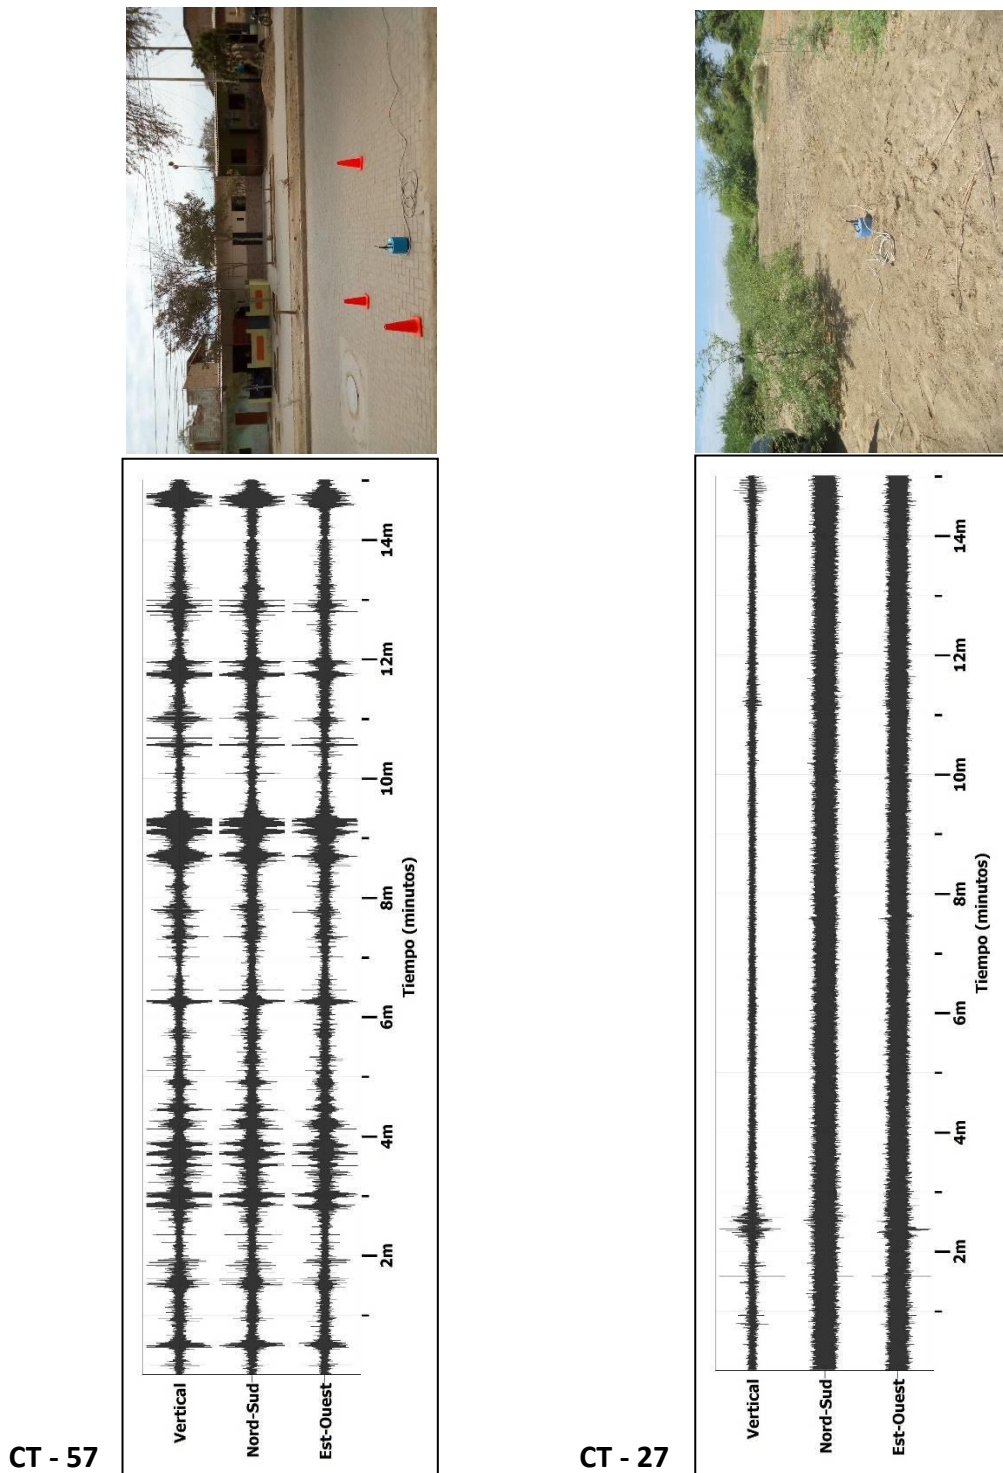 CT - 57
Vertical
Nord-Sud
Est-Ouest
2m
4m
6m
8m
10m
12m
14m
Tiempo (minutos)
CT - 27
Vertical
Nord-Sud
Est-Ouest
2m
4m
6m
8m
10m
12m
14m
Tiempo (minutos)